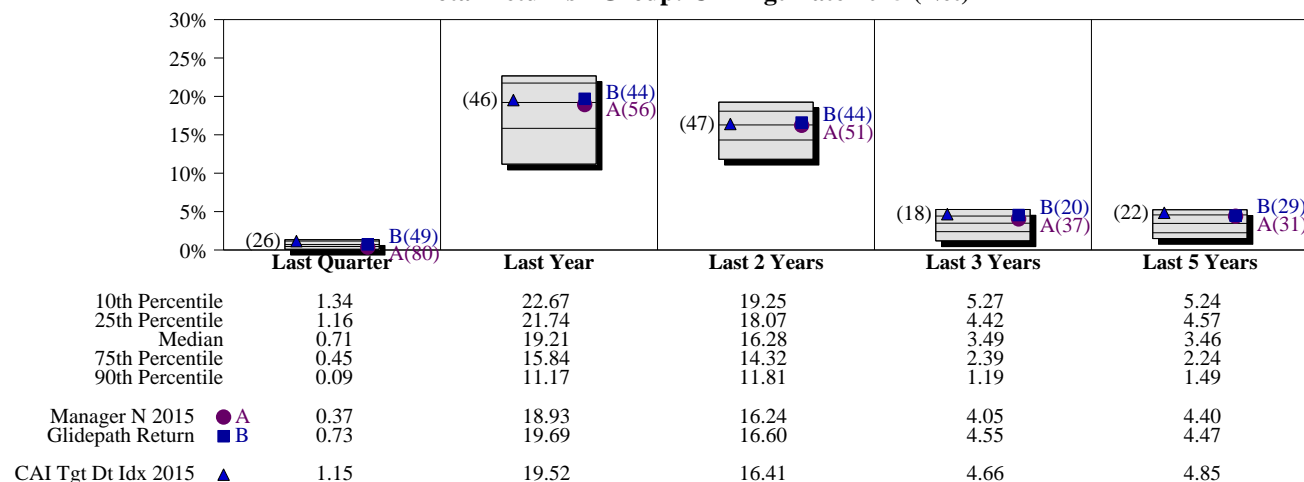 30%
25%
20%
15%
10%
5%
0%
(26) B(49)
A(80)
(46) B(44)
A(56)
(47) B(44)
A(51)
(18) B(20)
A(37)
(22) B(29)
A(31)
Last Quarter Last Year Last 2 Years Last 3 Years Last 5 Years
10th Percentile 1.34 22.67 19.25 5.27 5.24
25th Percentile 1.16 21.74 18.07 4.42 4.57
Median 0.71 19.21 16.28 3.49 3.46
75th Percentile 0.45 15.84 14.32 2.39 2.24
90th Percentile 0.09 11.17 11.81 1.19 1.49
Manager N 2015 A 0.37 18.93 16.24 4.05 4.40
Glidepath Return B 0.73 19.69 16.60 4.55 4.47
CAI Tgt Dt Idx 2015 1.15 19.52 16.41 4.66 4.85